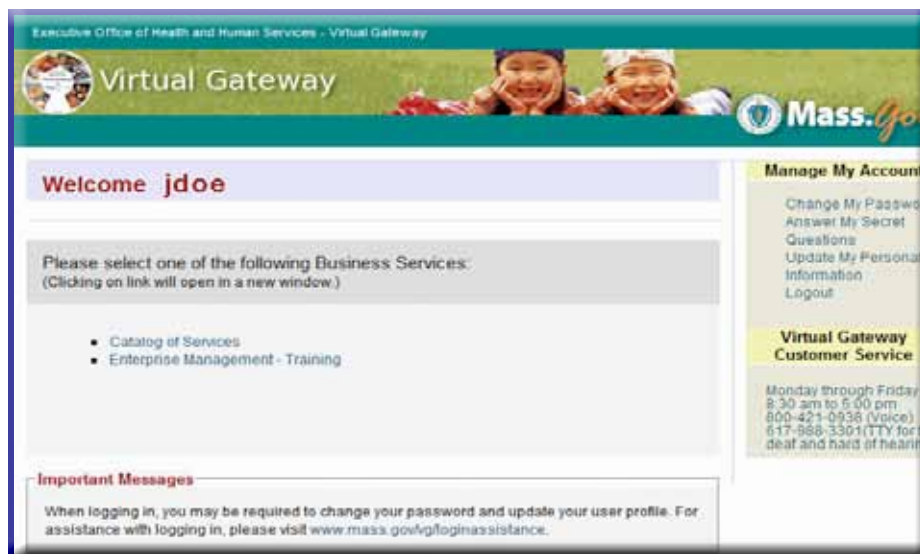 Executive Office of Health and Human Services - Virtual Gateway
Virtual Gateway
Mass.Go
Welcome jdoe
Please select one of the following Business Services:
(Clicking on link will open in a new window.)
Catalog of Services
Enterprise Management - Training
Important Messages
When logging in, you may be required to change your password and update your user profile. For
assistance with logging in, please visit www.mass.gov/vg/loginassistance.
Manage My Account
Change My Passwo
Answer My Secret
Questions
Update My Personal
Information
Logout
Virtual Gateway
Customer Service
Monday through Friday
8:30 am to 5:00 pm
800-421-0938 (Voice)
617-988-3301(TTY for
deaf and hard of hearin